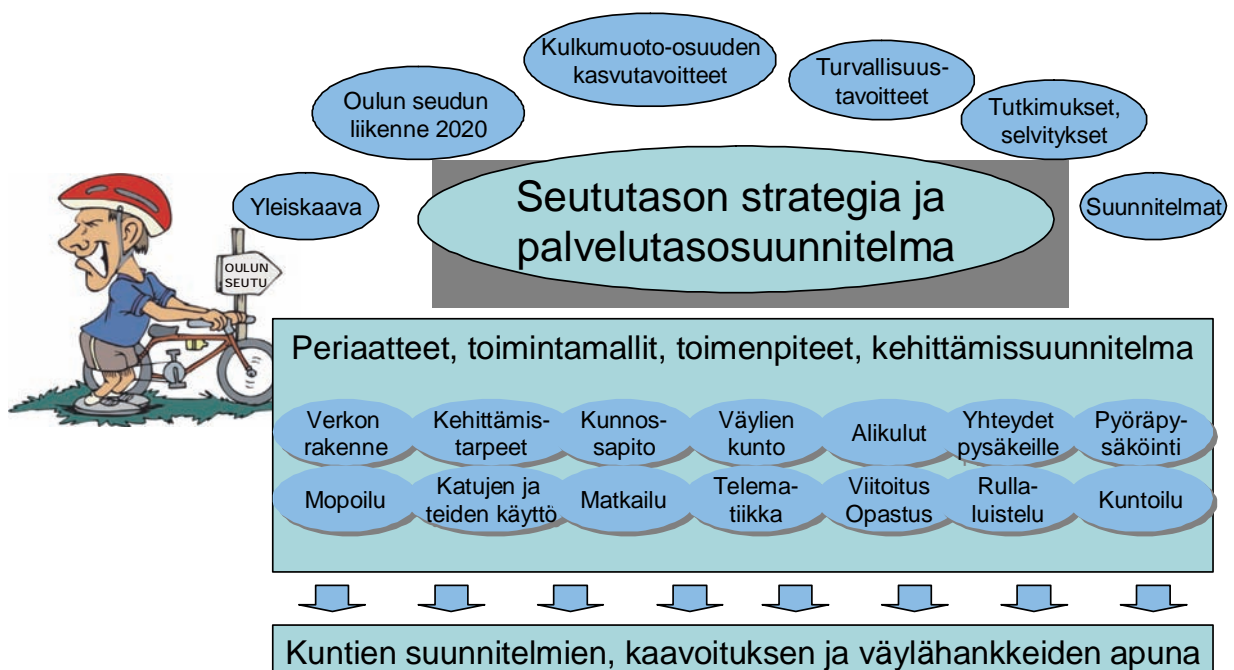 Kulkumuoto-osuuden
kasvutavoitteet
Turvallisuus-
tavoitteet
Oulun seudun
liikenne 2020
Tutkimukset,
selvitykset
Yleiskaava
Seututason strategia ja
palvelutasosuunnitelma
Suunnitelmat
OULUN
SEUTU
Periaatteet, toimintamallit, toimenpiteet, kehittämissuunnitelma
Verkon
rakenne
Kehittämis-
tarpeet
Kunnos-
sapito
Väylien
kunto
Alikulut
Yhteydet
pysäkeille
Pyöräpy-
säköinti
Mopoilu
Katujen ja
teiden käyttö
Matkailu
Telema-
tiikka
Viitoitus
Opastus
Rulla-
luistelu
Kuntoilu
Kuntien suunnitelmien, kaavoituksen ja väylähankkeiden apuna